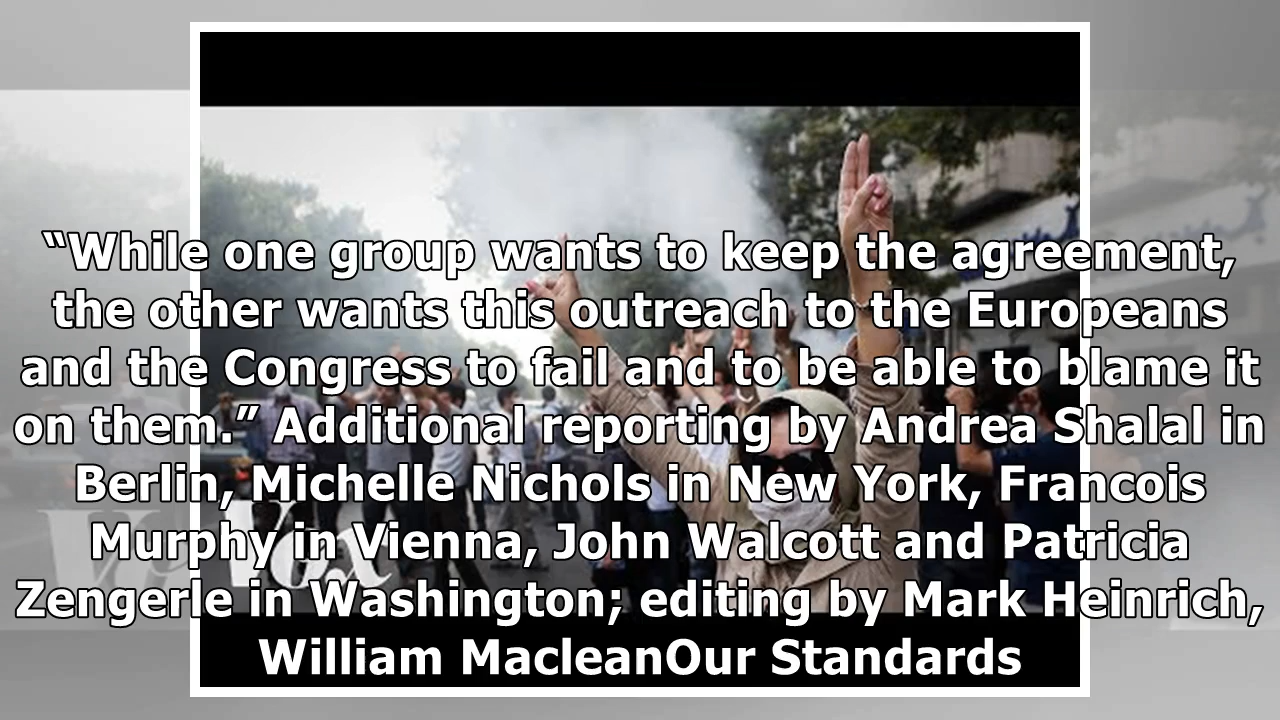 “While one group wants to keep the agreement,
the other wants this outreach to the Europeans
and the Congress to fail and to be able to blame it
on them.” Additional reporting by Andrea Shalal in
Berlin, Michelle Nichols in New York, Francois
Murphy in Vienna, John Walcott and Patricia
Zengerle in Washington; editing by Mark Heinrich,
William MacleanOur Standards
Vox